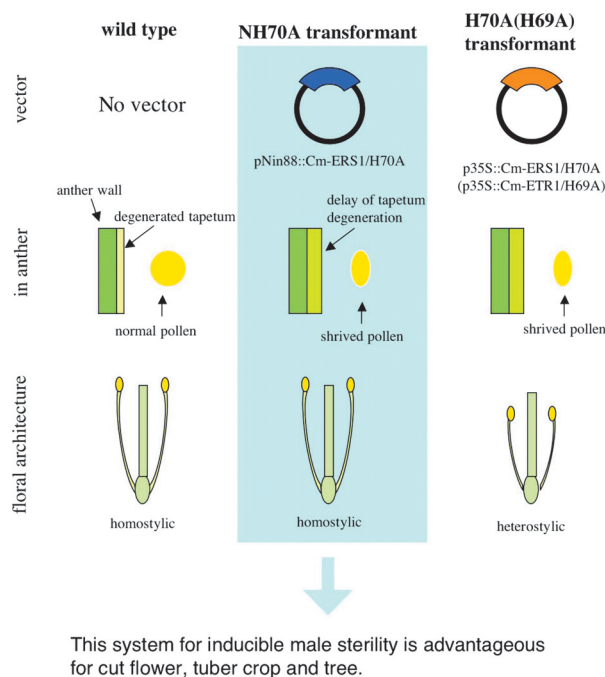 wild type
NH70A transformant
H70A(H69A)
transformant
vector
No vector
pNin88::Cm-ERS1/H70A
p35S::Cm-ERS1/H70A
(p35S::Cm-ETR1/H69A)
in anther
anther wall
degenerated tapetum
normal pollen
delay of tapetum
degeneration
shrived pollen
shrived pollen
floral architecture
homostylic
homostylic
heterostylic
This system for inducible male sterility is advantageous
for cut flower, tuber crop and tree.